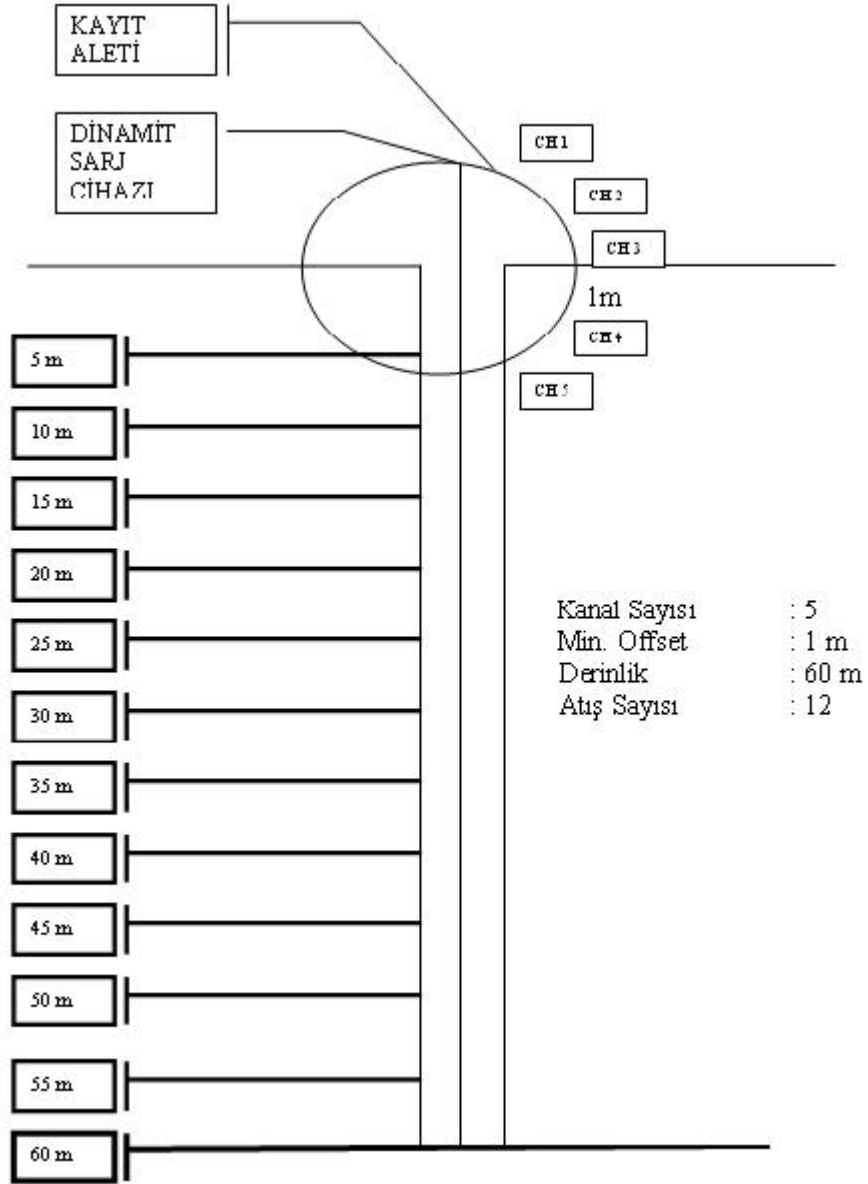 KAYIT
ALETİ
DİNAMİT
SARJ
CİHAZI
CH1
CH2
CH3
1m
CH4
CH5
5 m
10 m
15 m
20 m
25 m
30 m
35 m
40 m
45 m
50 m
55 m
60 m
Kanal Sayısı : 5
Min. Offset : 1 m
Derinlik : 60 m
Atış Sayısı : 12